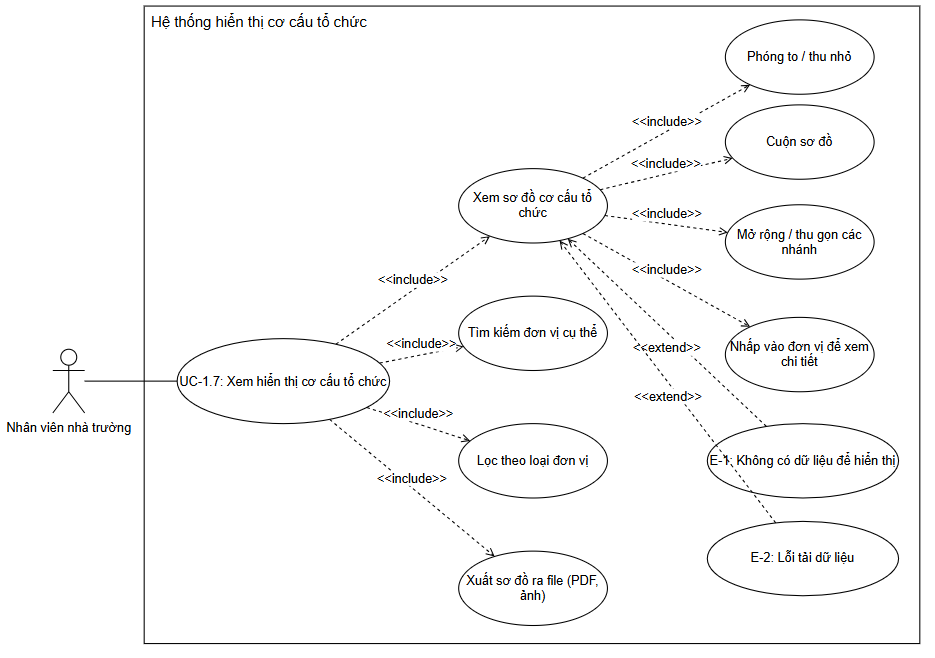 Hệ thống hiển thị cơ cấu tổ chức
Phóng to / thu nhỏ
<<include>>
Cuộn sơ đồ
<<include>>
Xem sơ đồ cơ cấu tổ
chức
<<include>>
Mở rộng / thu gọn các
nhánh
<<include>>
<<include>>
Tìm kiếm đơn vị cụ thể
<<include>>
Nhấp vào đơn vị để xem
chi tiết
<<extend>>
UC-1.7: Xem hiển thị cơ cấu tổ chức
<<extend>>
Nhân viên nhà trường
<<include>>
Lọc theo loại đơn vị
E-1: Không có dữ liệu để hiển thị
<<include>>
E-2: Lỗi tải dữ liệu
Xuất sơ đồ ra file (PDF,
ảnh)